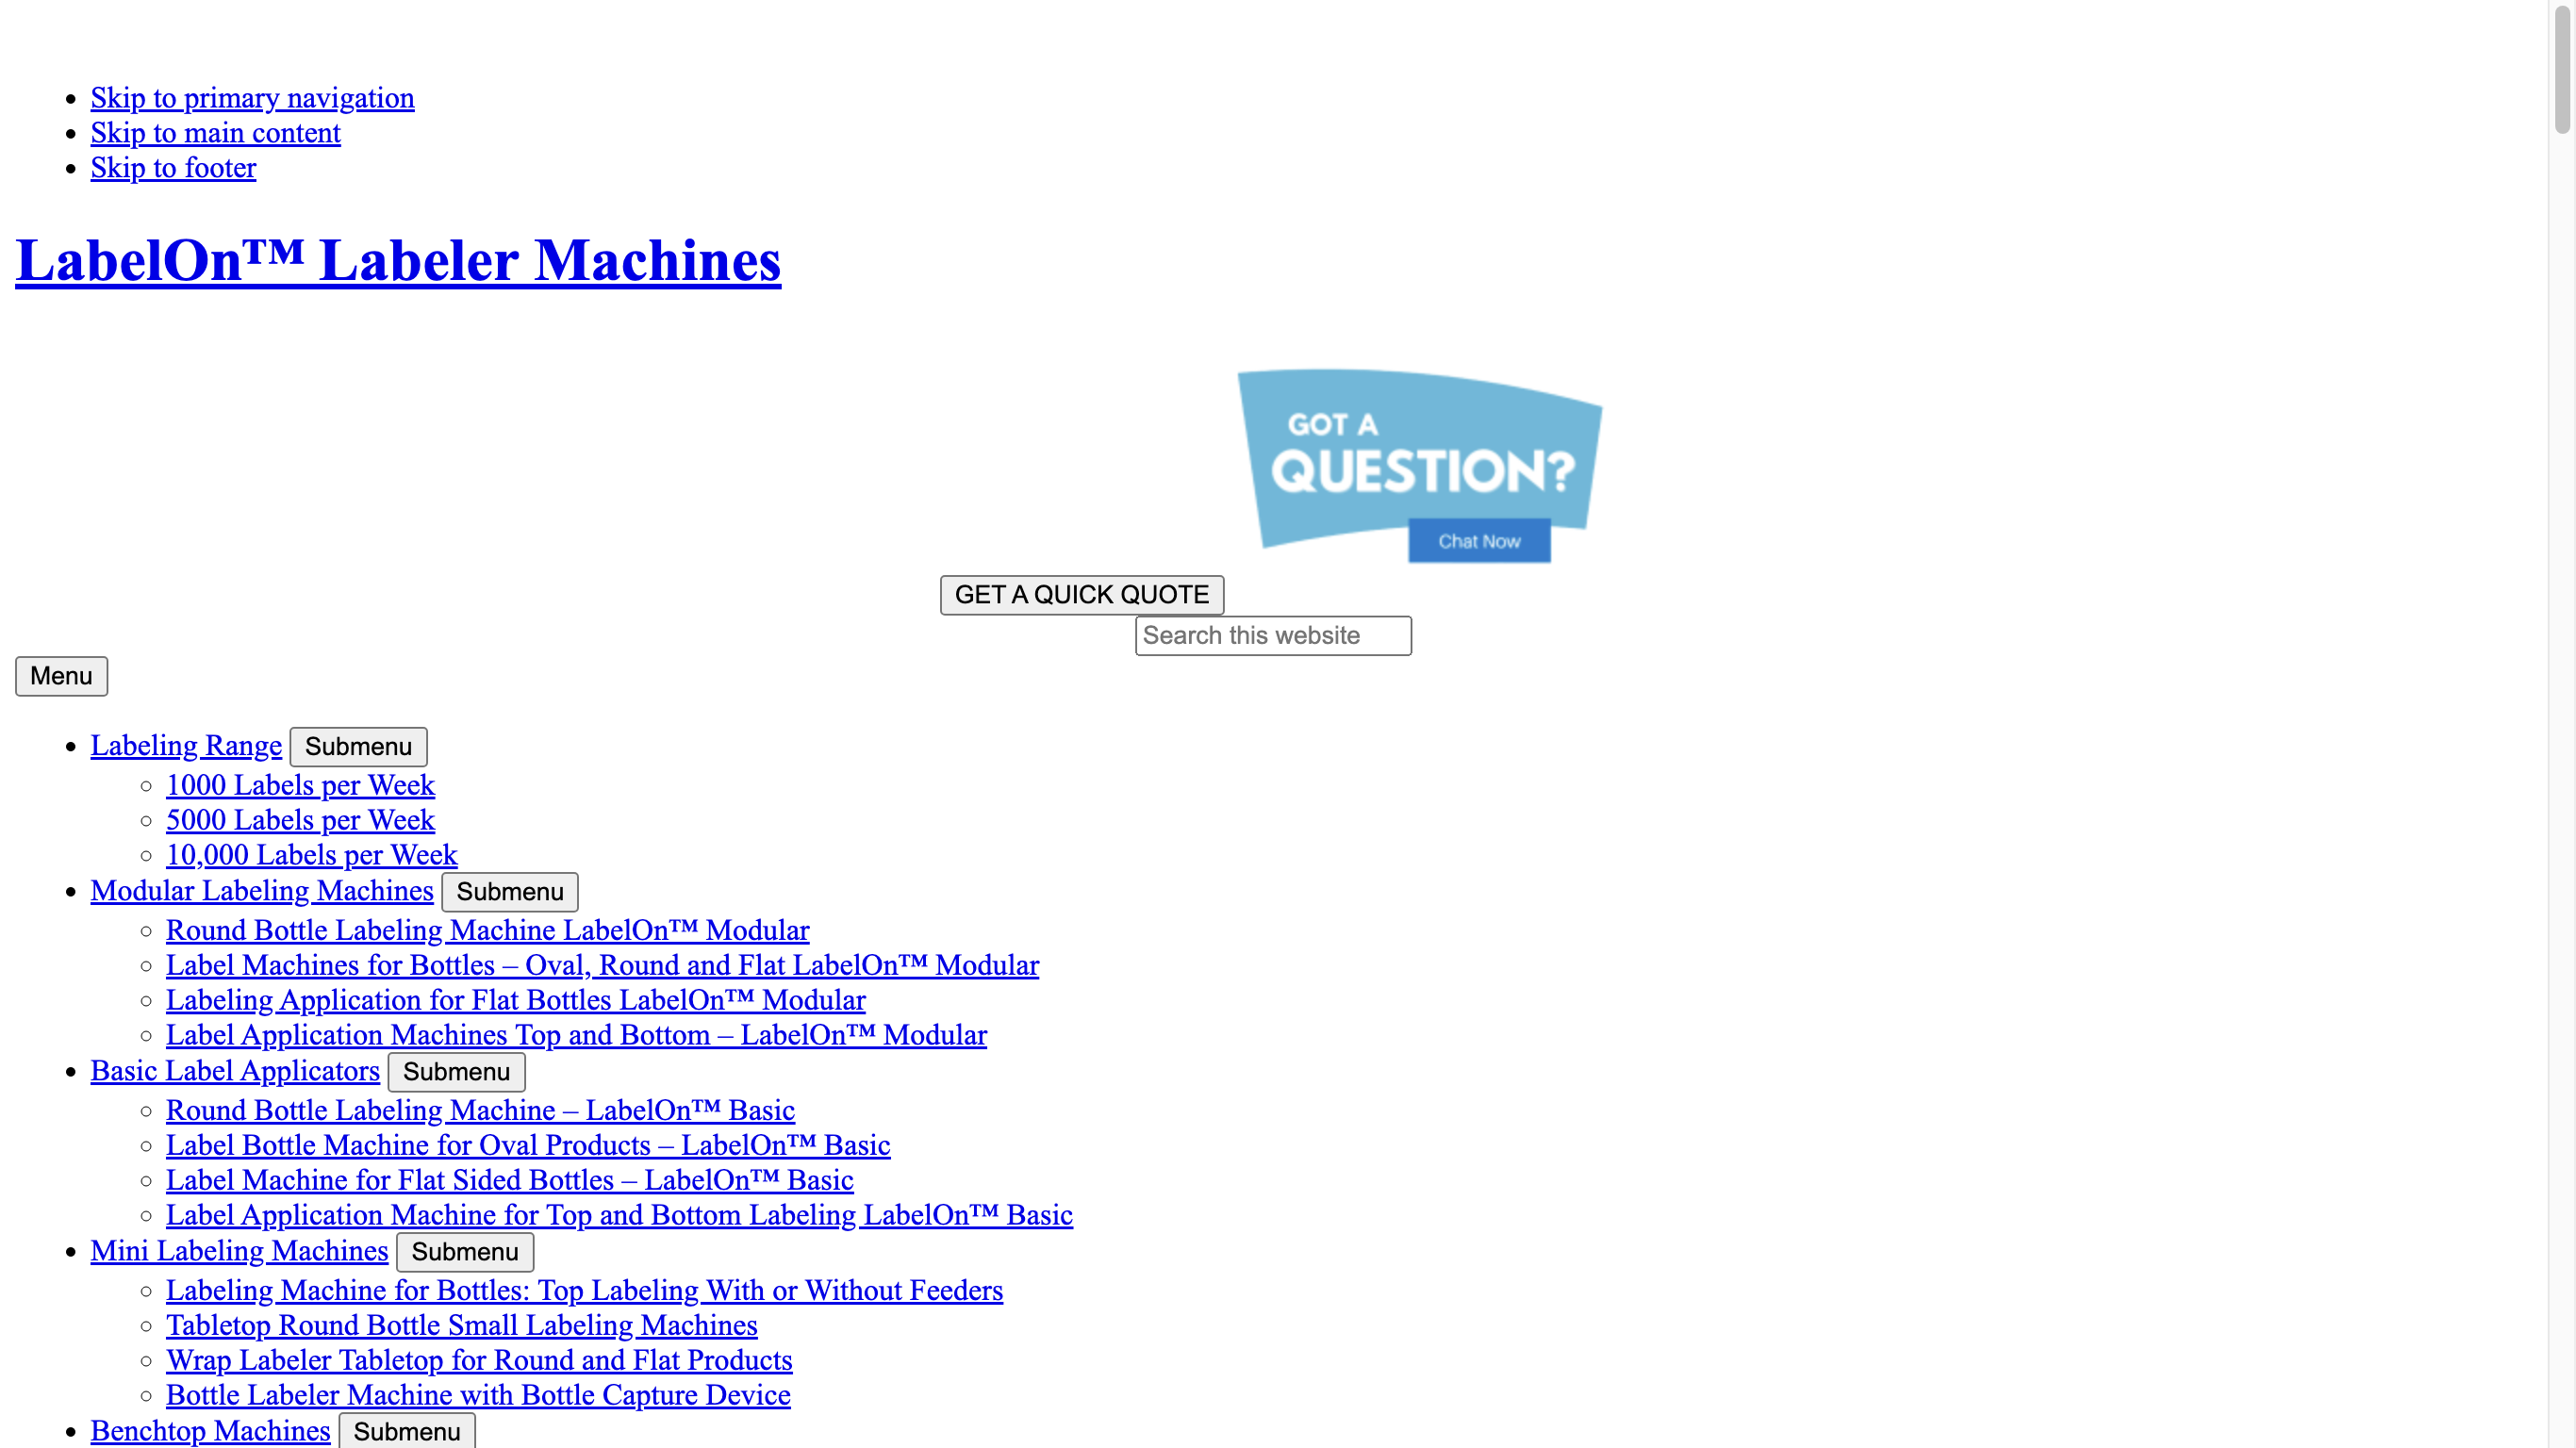 Skip to primary navigation
Skip to main content
Skip to footer
LabelOn™ Labeler Machines
GOT A
QUESTION?
Chat Now
GET A QUICK QUOTE
Search this website
Menu
Labeling Range Submenu
1000 Labels per Week
5000 Labels per Week
10,000 Labels per Week
Modular Labeling Machines Submenu
Round Bottle Labeling Machine LabelOn™ Modular
Label Machines for Bottles – Oval, Round and Flat LabelOn™ Modular
Labeling Application for Flat Bottles LabelOn™ Modular
Label Application Machines Top and Bottom – LabelOn™ Modular
Basic Label Applicators Submenu
Round Bottle Labeling Machine – LabelOn™ Basic
Label Bottle Machine for Oval Products – LabelOn™ Basic
Label Machine for Flat Sided Bottles – LabelOn™ Basic
Label Application Machine for Top and Bottom Labeling LabelOn™ Basic
Mini Labeling Machines Submenu
Labeling Machine for Bottles: Top Labeling With or Without Feeders
Tabletop Round Bottle Small Labeling Machines
Wrap Labeler Tabletop for Round and Flat Products
Bottle Labeler Machine with Bottle Capture Device
Benchtop Machines Submenu